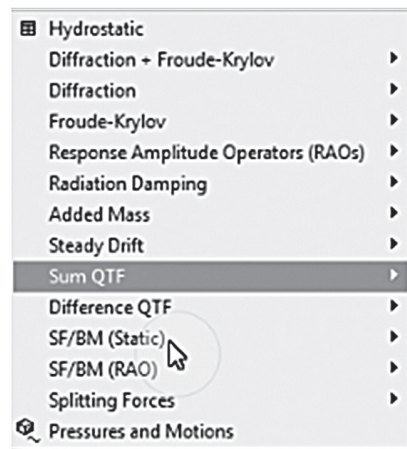 Hydrostatic
Diffraction + Froude-Krylov
Diffraction
Froude-Krylov
Response Amplitude Operators (RAOs)
Radiation Damping
Added Mass
Steady Drift
Sum QTF
Difference QTF
SF/BM (Static)
SF/BM (RAO)
Splitting Forces
Pressures and Motions